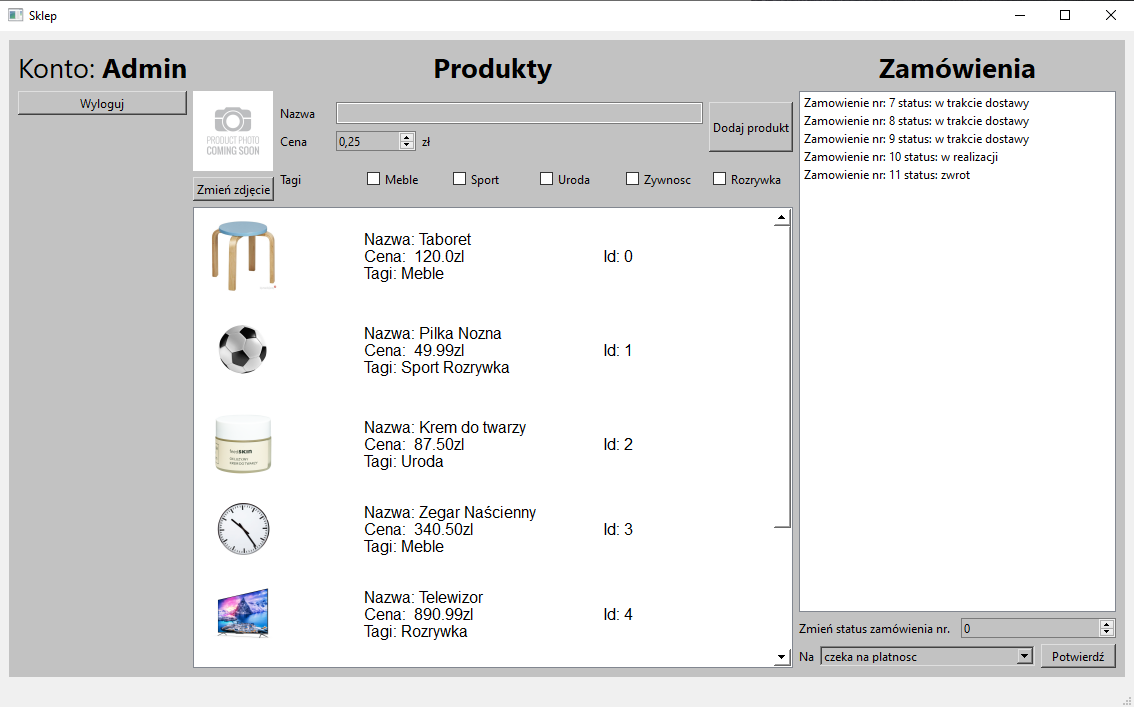 Sklep
Konto: Admin
Wyloguj
Produkty
PRODUCT PHOTO
COMING SOON
Zmień zdjęcie
Nazwa
Cena
0,25
zł
Dodaj produkt
Tagi
Meble
Sport
Uroda
Zywnosc
Rozrywka
Nazwa: Taboret
Cena: 120.0zl
Tagi: Meble
Id: 0
Nazwa: Pilka Nozna
Cena: 49.99zl
Tagi: Sport Rozrywka
Id: 1
Nazwa: Krem do twarzy
Cena: 87.50zl
Tagi: Uroda
Id: 2
Nazwa: Zegar Naścienny
Cena: 340.50zl
Tagi: Meble
Id: 3
Nazwa: Telewizor
Cena: 890.99zl
Tagi: Rozrywka
Id: 4
Zamówienia
Zamowienie nr: 7 status: w trakcie dostawy
Zamowienie nr: 8 status: w trakcie dostawy
Zamowienie nr: 9 status: w trakcie dostawy
Zamowienie nr: 10 status: w realizacji
Zamowienie nr: 11 status: zwrot
Zmień status zamówienia nr.
0
Na
czeka na platnosc
Potwierdź